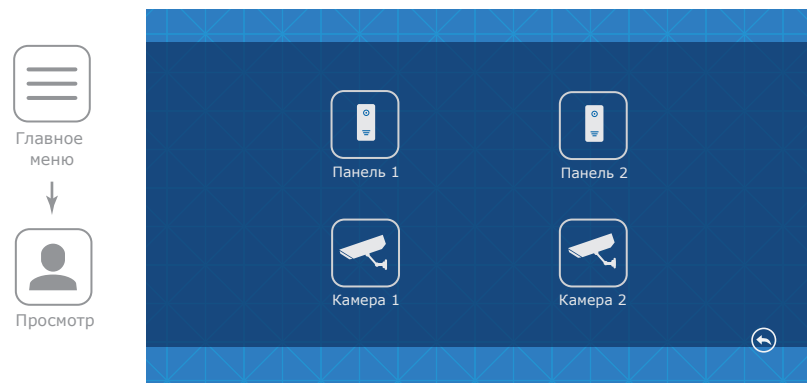 Главное
меню
Просмотр
Панель 1
Панель 2
Камера 1
Камера 2